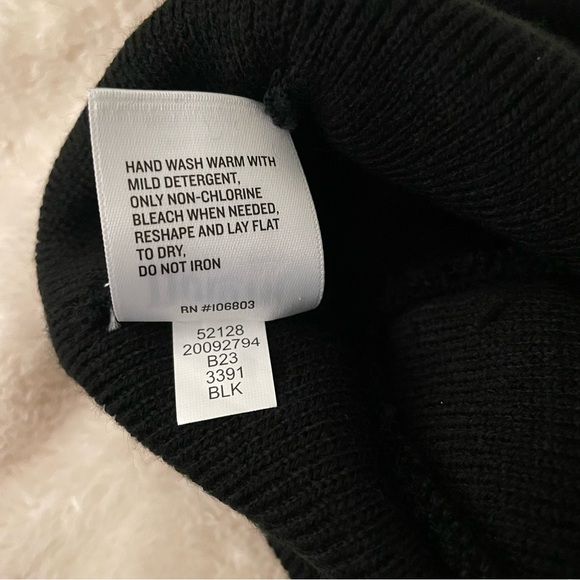 HAND WASH WARM WITH
MILD DETERGENT,
ONLY NON-CHLORINE
BLEACH WHEN NEEDED,
RESHAPE AND LAY FLAT
TO DRY,
DO NOT IRON
RN #106803
52128
20092794
B23
3391
BLK